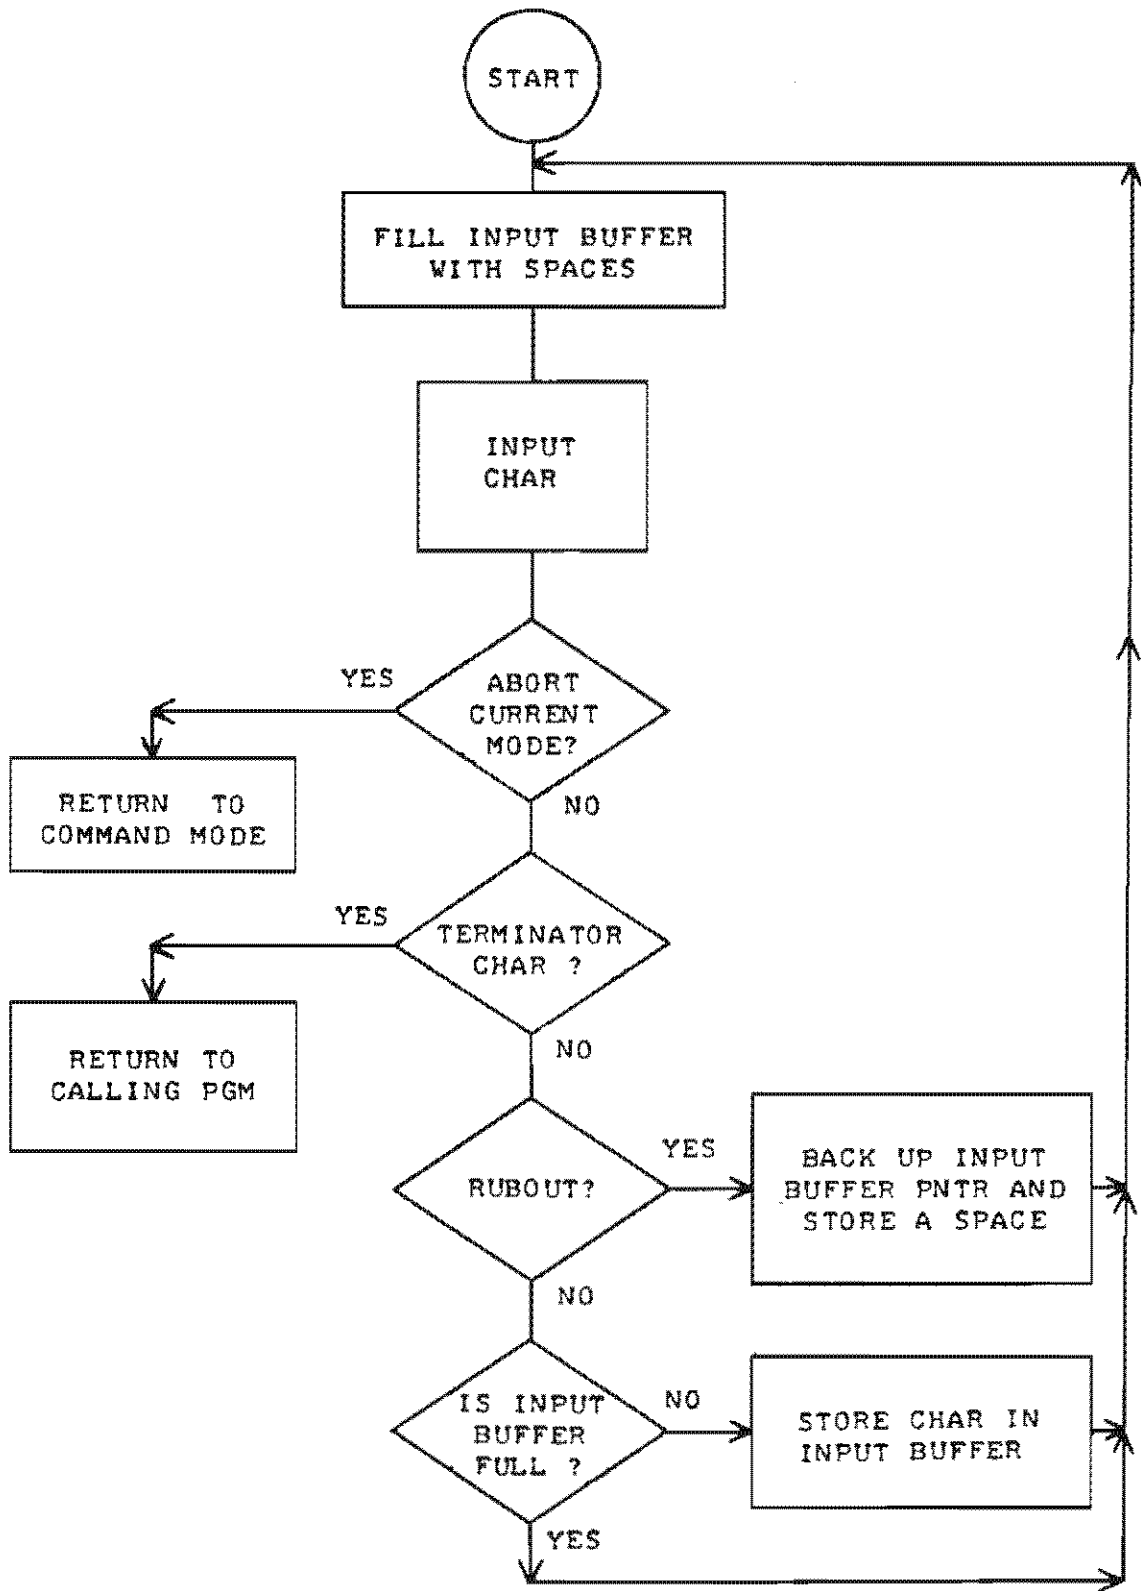 START
FILL INPUT BUFFER
WITH SPACES
INPUT
CHAR
YES
ABORT
CURRENT
MODE?
NO
RETURN TO
COMMAND MODE
YES
TERMINATOR
CHAR ?
NO
RETURN TO
CALLING PGM
RUBOUT?
YES
BACK UP INPUT
BUFFER PNTR AND
STORE A SPACE
NO
IS INPUT
BUFFER
FULL ?
NO
STORE CHAR IN
INPUT BUFFER
YES